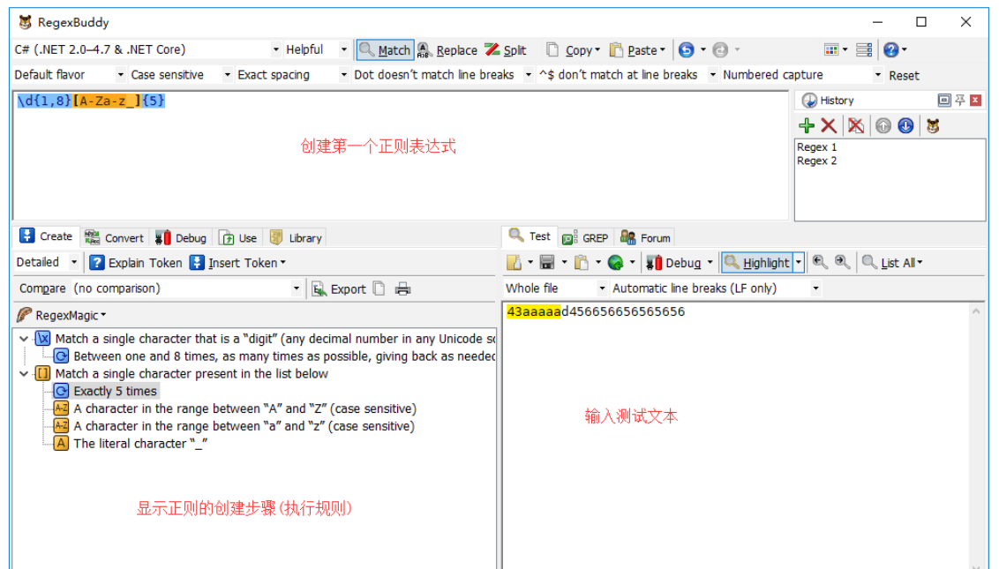 RegexBuddy
C# (.NET 2.0–4.7 & .NET Core) Helpful Match Replace Split Copy Paste
Default flavor Case sensitive Exact spacing Dot doesn't match line breaks ^$ don't match at line breaks Numbered capture Reset
\d{1,8}[A-Za-z_]{5}
创建第一个正则表达式
History
Regex 1
Regex 2
Create Convert Debug Use Library
Detailed Explain Token Insert Token
Compare (no comparison) Export
RegexMagic
Match a single character that is a “digit” (any decimal number in any Unicode sc
Between one and 8 times, as many times as possible, giving back as needed
Match a single character present in the list below
Exactly 5 times
A character in the range between “A” and “Z” (case sensitive)
A character in the range between “a” and “z” (case sensitive)
The literal character “_”
显示正则的创建步骤(执行规则)
Test GREP Forum
Debug Highlight List All
Whole file Automatic line breaks (LF only)
43aaaaad456656656565656
输入测试文本